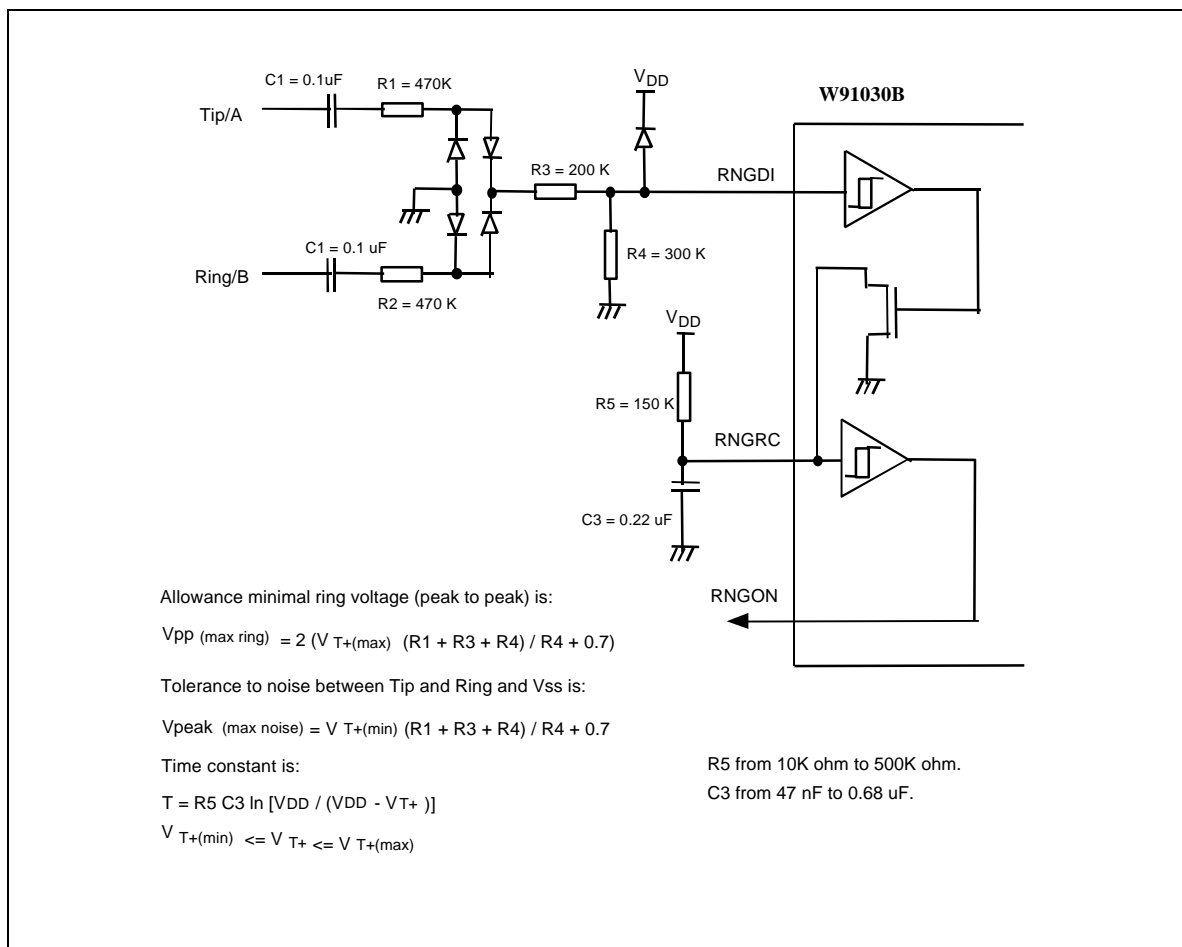 C1 = 0.1uF
R1 = 470K
VDD
W91030B
Tip/A
R3 = 200 K
RNGDI
C1 = 0.1 uF
R4 = 300 K
Ring/B
R2 = 470 K
VDD
R5 = 150 K
RNGRC
C3 = 0.22 uF
RNGON
Allowance minimal ring voltage (peak to peak) is:
Vpp (max ring) = 2 (V T+(max) (R1 + R3 + R4) / R4 + 0.7)
Tolerance to noise between Tip and Ring and Vss is:
Vpeak (max noise) = V T+(min) (R1 + R3 + R4) / R4 + 0.7
Time constant is:
T = R5 C3 ln [VDD / (VDD - VT+ )]
V T+(min) <= V T+ <= V T+(max)
R5 from 10K ohm to 500K ohm.
C3 from 47 nF to 0.68 uF.